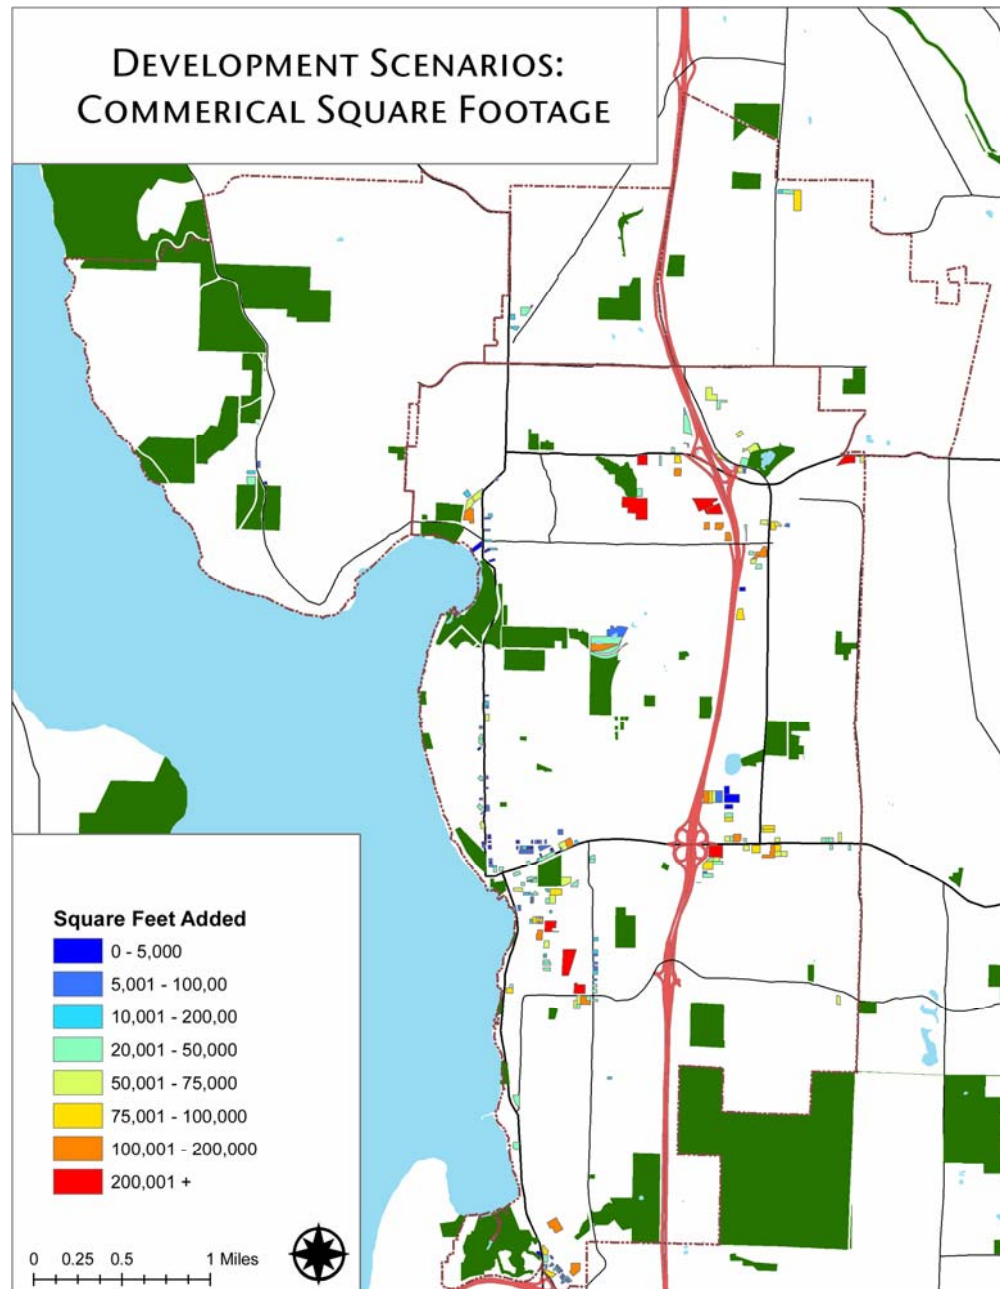 DEVELOPMENT SCENARIOS:
COMMERICAL SQUARE FOOTAGE
Square Feet Added
0 - 5,000
5,001 - 100,00
10,001 - 200,00
20,001 - 50,000
50,001 - 75,000
75,001 - 100,000
100,001 - 200,000
200,001 +
0 0.25 0.5 1 Miles